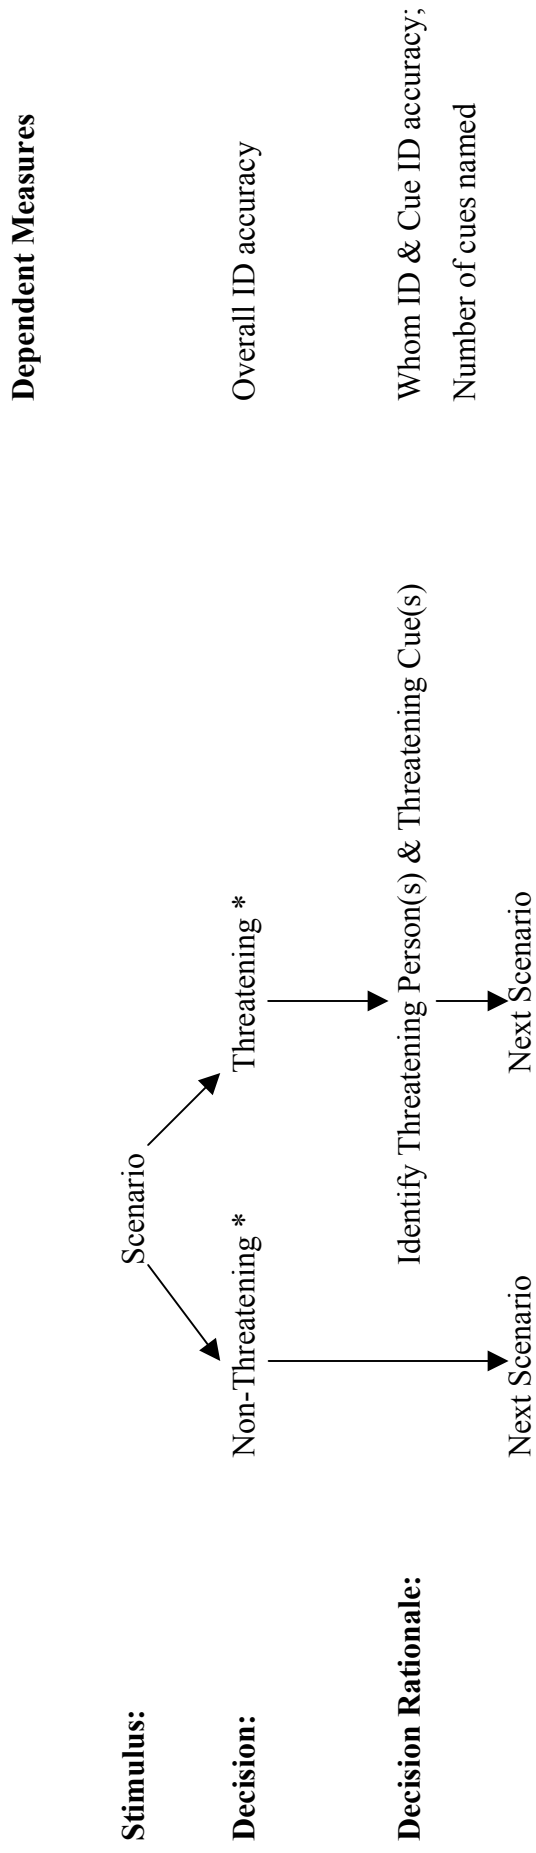 Dependent Measures
Stimulus:
Scenario
Decision:
Non-Threatening *
Threatening *
Overall ID accuracy
Decision Rationale:
Identify Threatening Person(s) & Threatening Cue(s)
Whom ID & Cue ID accuracy;
Number of cues named
Next Scenario
Next Scenario